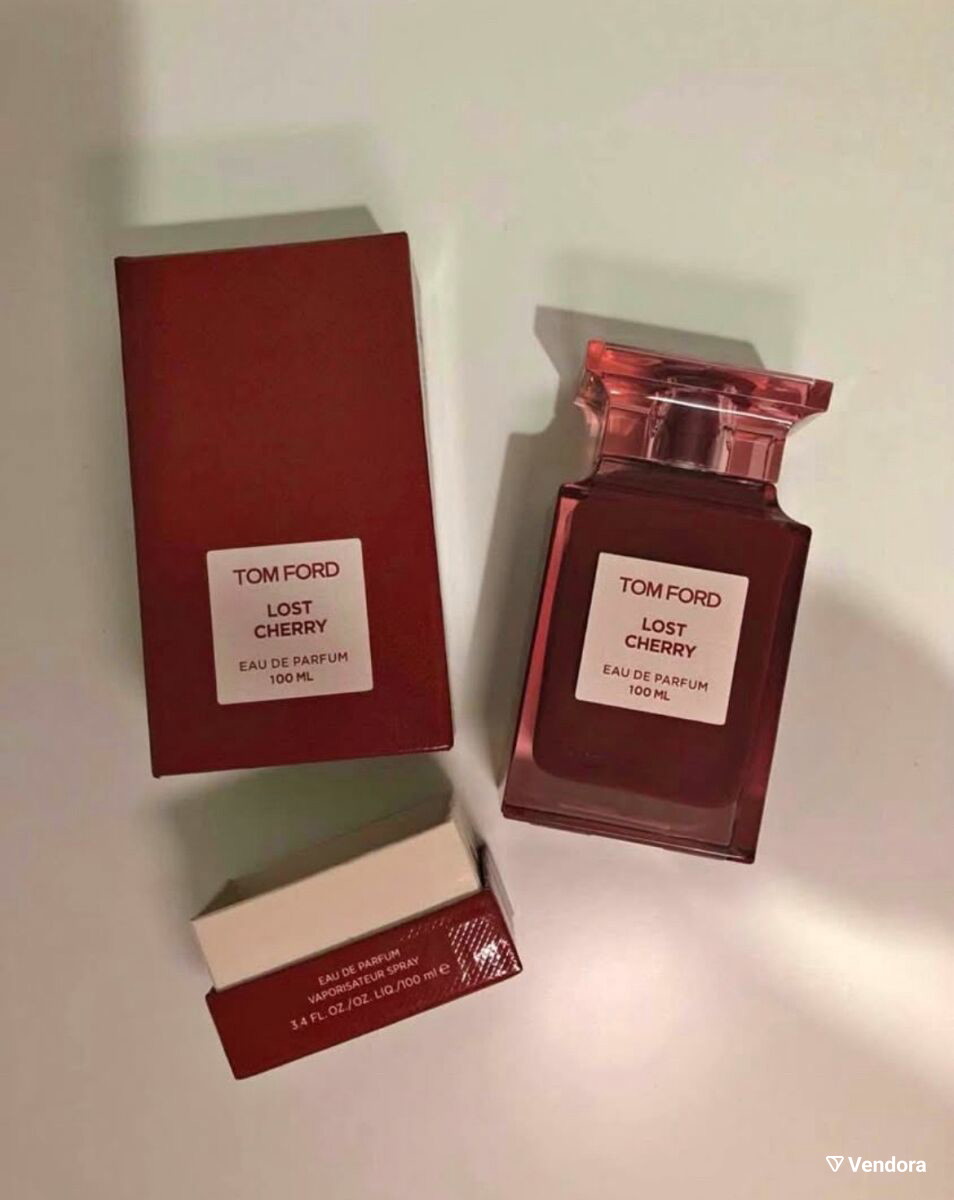 TOM FORD
LOST
CHERRY
EAU DE PARFUM
100 ML
TOM FORD
LOST
CHERRY
EAU DE PARFUM
100 ML
EAU DE PARFUM
VAPORISATEUR SPRAY
3.4 FL. OZ./OZ. LIQ./100 ml ℮
Vendora